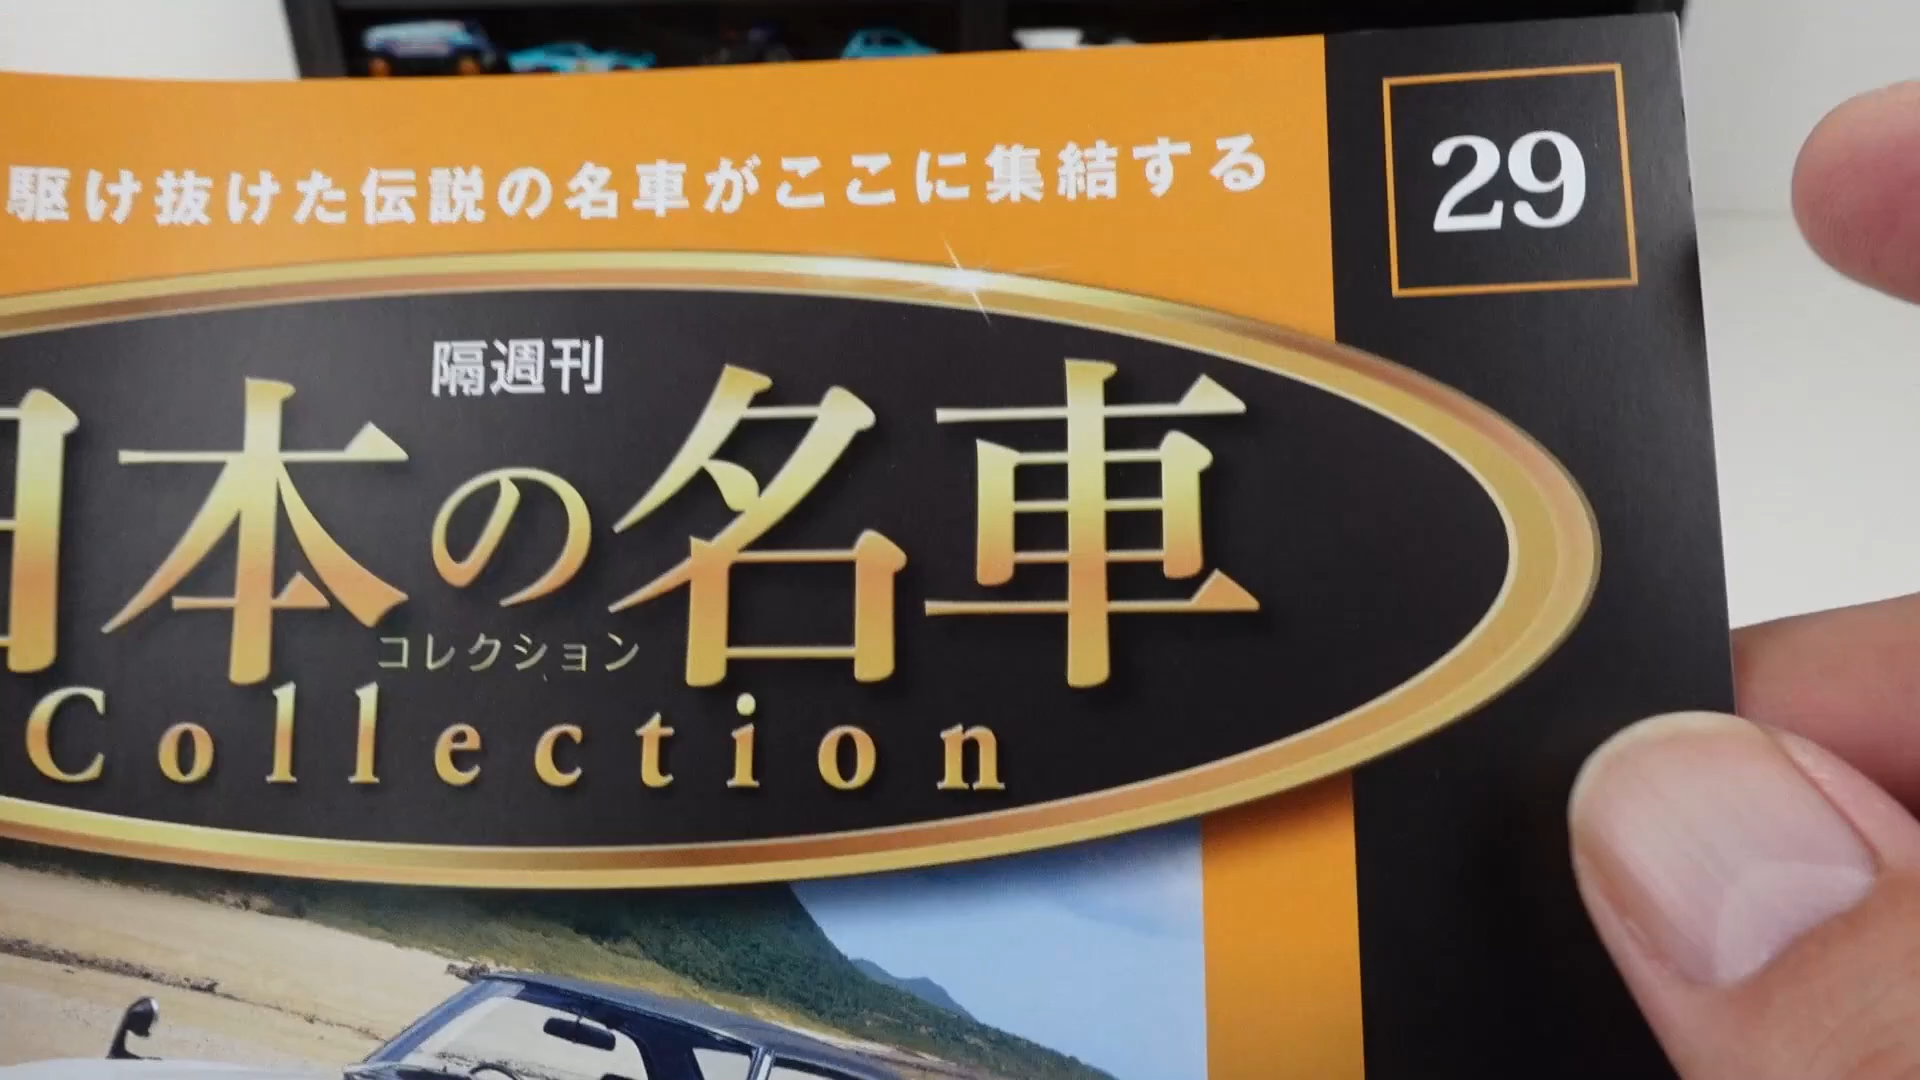 駆け抜けた伝説の名車がここに集結する
29
隔週刊
日本の名車
コレクション
Collection